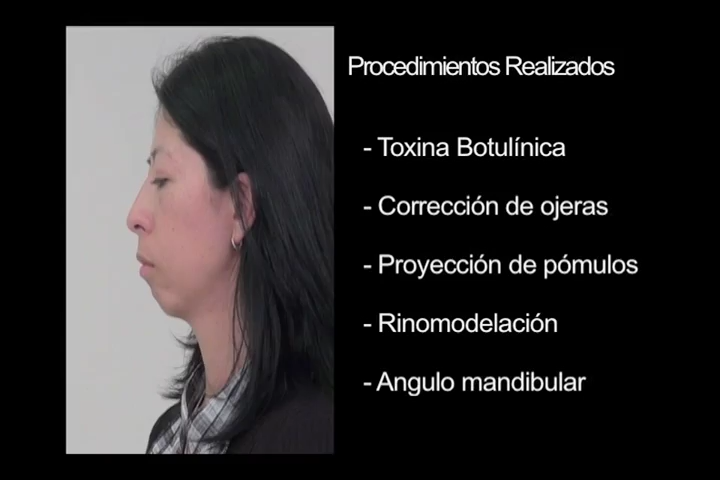 Procedimientos Realizados
- Toxina Botulínica
- Corrección de ojeras
- Proyección de pómulos
- Rinomodelación
- Angulo mandibular